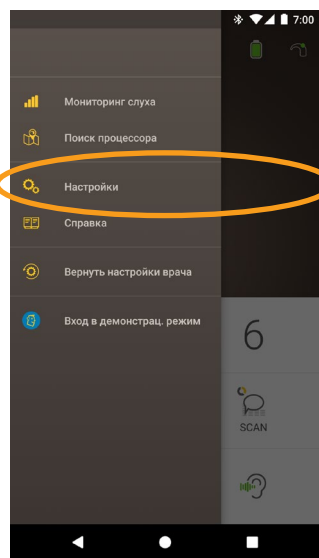 7:00
Мониторинг слуха
Поиск процессора
Настройки
Справка
Вернуть настройки врача
Вход в демонстрац. режим
6
SCAN